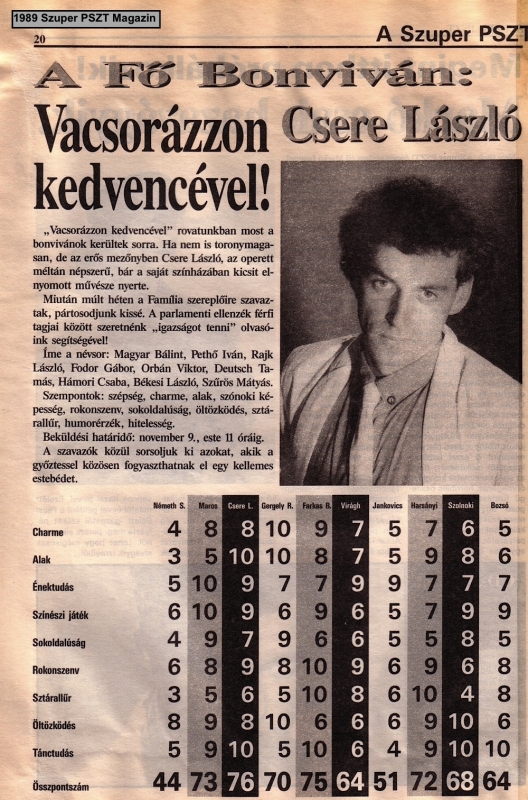 1989 Szuper PSZT Magazin
20
A Szuper PSZT
A Fő Bonviván:
Csere László
Vacsorázzon
kedvencével!
„Vacsorázzon kedvencével” rovatunkban most a
bonvivánok kerültek sorra. Ha nem is toronymaga-
san, de az erős mezőnyben Csere László, az operett
méltán népszerű, bár a saját színházában kicsit el-
nyomott művésze nyerte.
Miután múlt héten a Família szereplőire szavaz-
tak, pártosodjunk kissé. A parlamenti ellenzék férfi
tagjai között szeretnénk „igazságot tenni” olvasó-
ink segítségével!
Íme a névsor: Magyar Bálint, Pethő Iván, Rajk
László, Fodor Gábor, Orbán Viktor, Deutsch Ta-
más, Hámori Csaba, Békesi László, Szűrös Mátyás.
Szempontok: szépség, charme, alak, szónoki ké-
pesség, rokonszenv, sokoldalúság, öltözködés, sztá-
rallűr, humorérzék, hitelesség.
Beküldési határidő: november 9., este 11 óráig.
A szavazók közül sorsoljuk ki azokat, akik a
győztessel közösen fogyaszthatnak el egy kellemes
estebédet.
Németh S. Maros Csere L. Gergely R. Farkas B. Virágh Jankovics Harsányi Szolnoki Bozsó
Charme 4 8 8 10 9 7 5 7 6 5
Alak 3 5 10 10 8 7 5 9 8 6
Énektudás 5 10 9 7 7 9 9 7 7 7
Színészi játék 6 10 9 6 9 6 5 7 9 9
Sokoldalúság 4 9 7 9 6 6 5 5 8 5
Rokonszenv 6 8 9 8 10 9 6 9 6 8
Sztárallűr 3 5 6 5 10 8 6 10 4 8
Öltözködés 8 9 8 10 6 6 6 9 10 6
Tánctudás 5 9 10 5 10 6 4 9 10 10
Összpontszám 44 73 76 70 75 64 51 72 68 64